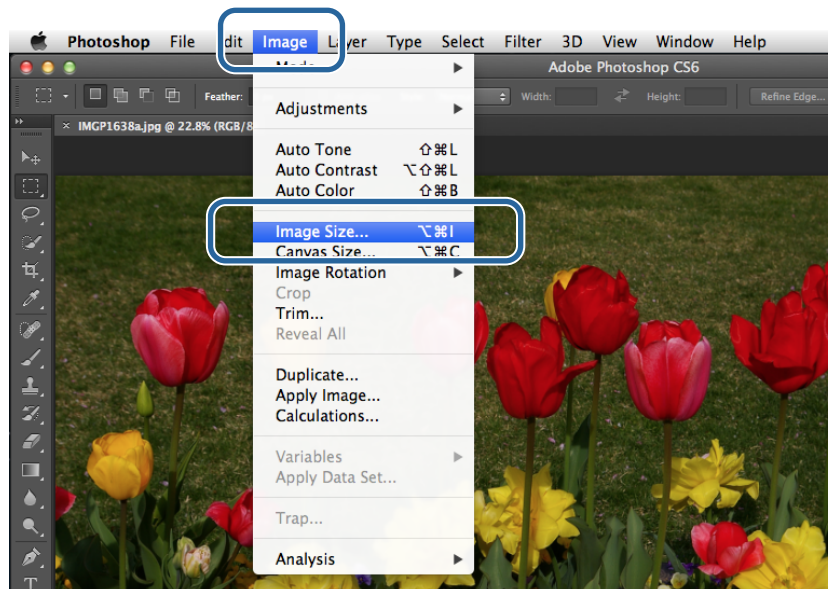 Photoshop File Edit Image Layer Type Select Filter 3D View Window Help
Adobe Photoshop CS6
Feather: Width: Height: Refine Edge...
× IMGP1638a.jpg @ 22.8% (RGB/8
Mode ▶
Adjustments ▶
Auto Tone ⇧⌘L
Auto Contrast ⌥⇧⌘L
Auto Color ⇧⌘B
Image Size... ⌥⌘I
Canvas Size... ⌥⌘C
Image Rotation ▶
Crop
Trim...
Reveal All
Duplicate...
Apply Image...
Calculations...
Variables ▶
Apply Data Set...
Trap...
Analysis ▶
T